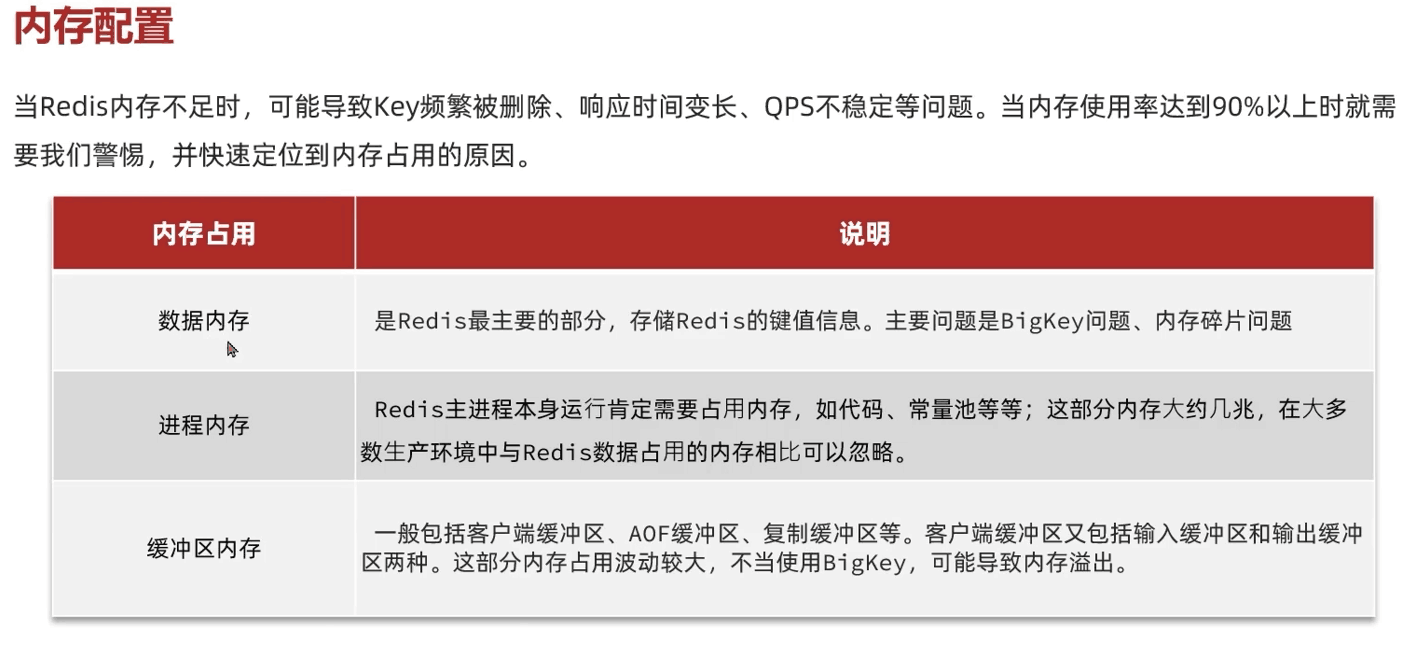 内存配置
当Redis内存不足时，可能导致Key频繁被删除、响应时间变长、QPS不稳定等问题。当内存使用率达到90%以上时就需
要我们警惕，并快速定位到内存占用的原因。
内存占用 说明
数据内存 是Redis最主要的部分，存储Redis的键值信息。主要问题是BigKey问题、内存碎片问题
进程内存
Redis主进程本身运行肯定需要占用内存，如代码、常量池等等；这部分内存大约几兆，在大多
数生产环境中与Redis数据占用的内存相比可以忽略。
缓冲区内存
一般包括客户端缓冲区、AOF缓冲区、复制缓冲区等。客户端缓冲区又包括输入缓冲区和输出缓冲
区两种。这部分内存占用波动较大，不当使用BigKey，可能导致内存溢出。